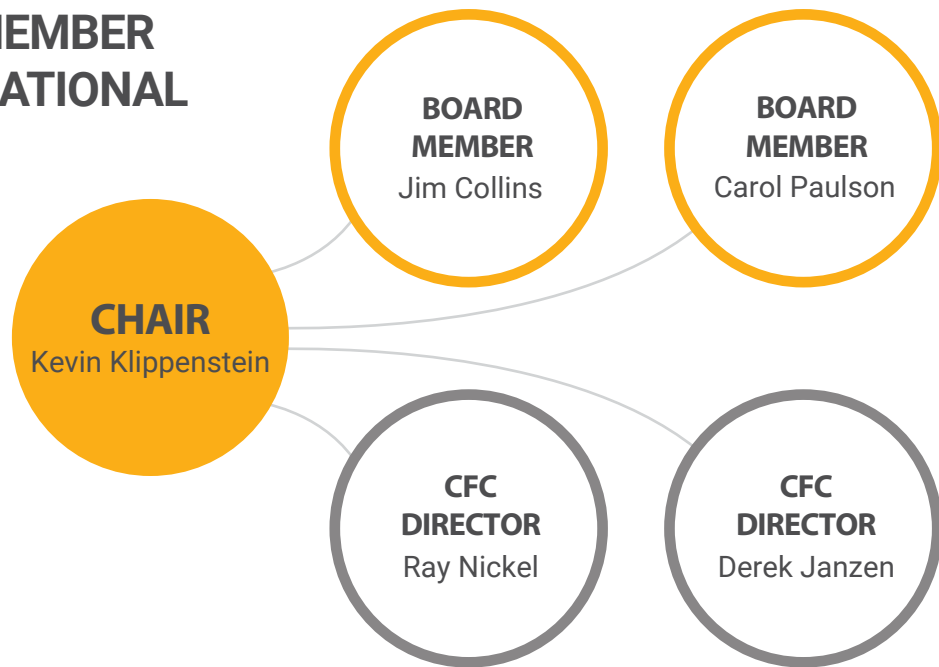 EMBER
ATIONAL
BOARD
MEMBER
Jim Collins
BOARD
MEMBER
Carol Paulson
CHAIR
Kevin Klippenstein
CFC
DIRECTOR
Ray Nickel
CFC
DIRECTOR
Derek Janzen